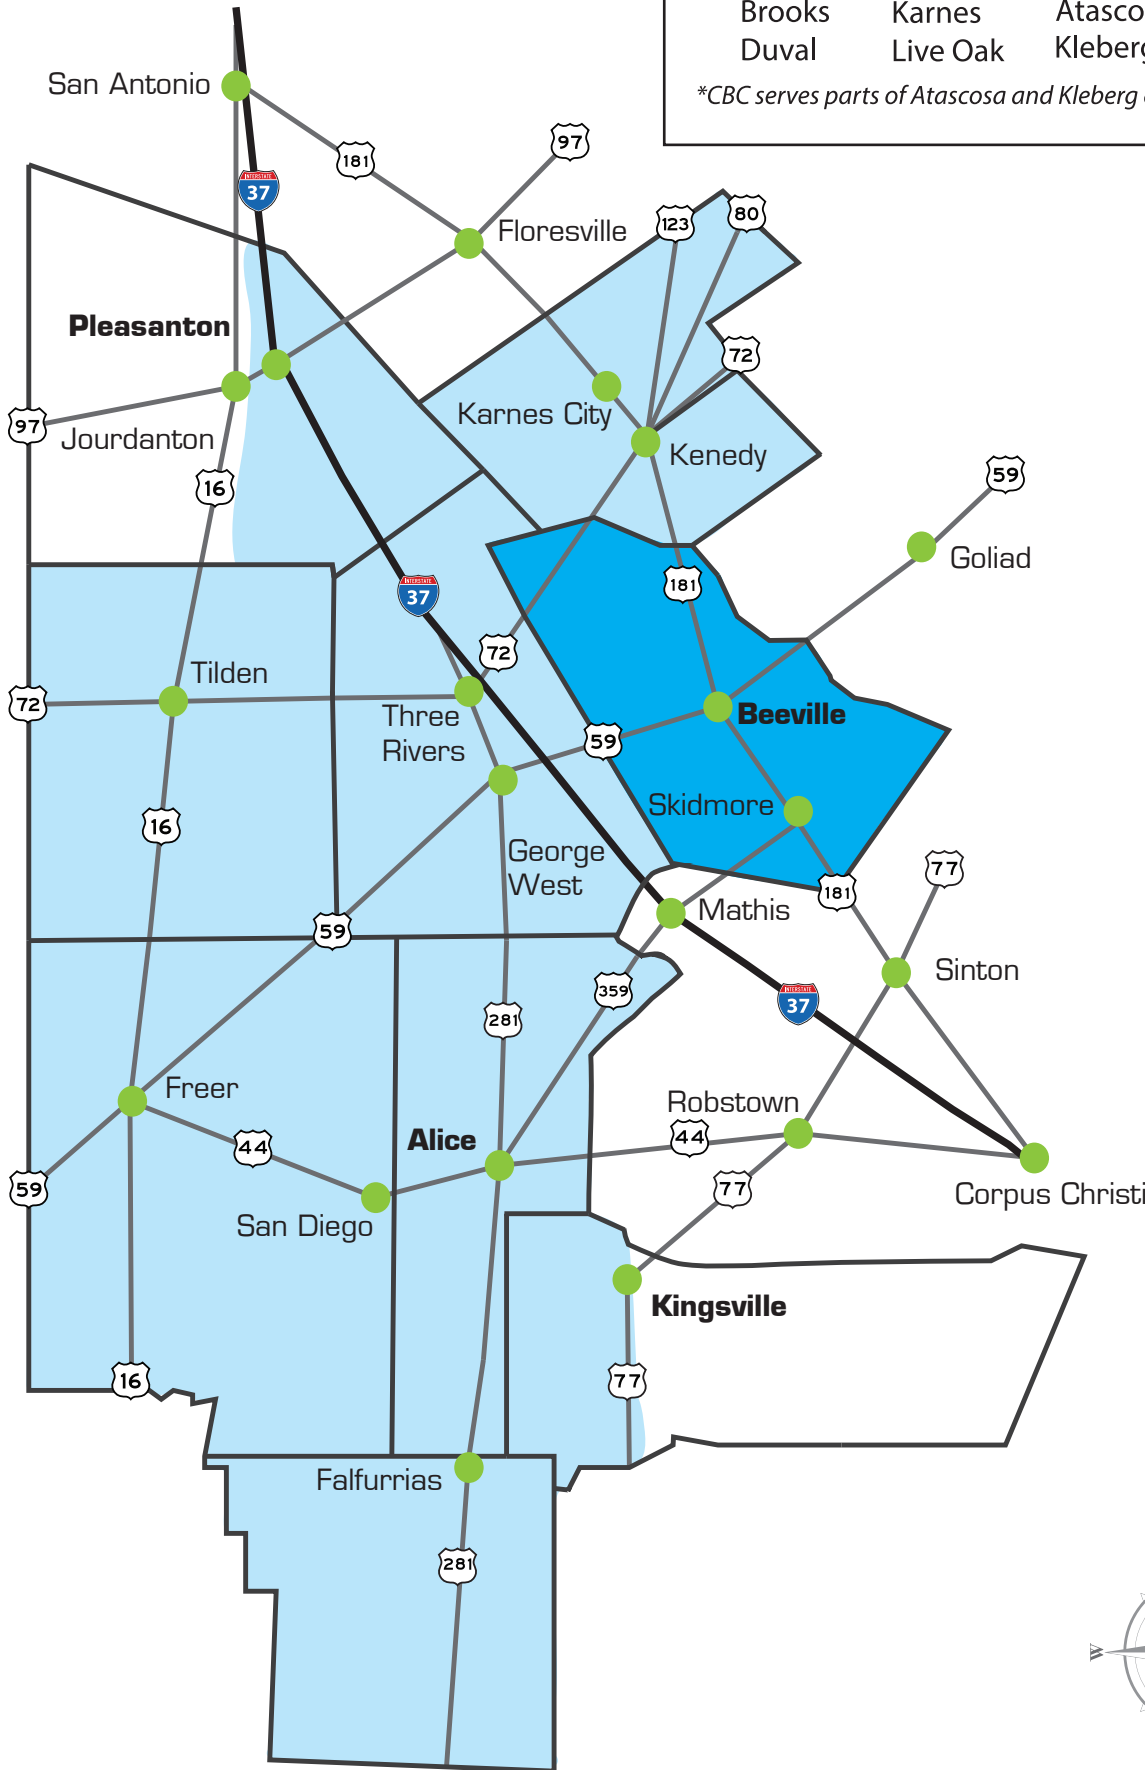 Brooks Karnes
Duval Live Oak
*CBC serves parts of Atascosa and Kleberg
San Antonio
181
97
INTERSTATE
37
Floresville
123
80
Pleasanton
72
Karnes City
97
Jourdanton
Kenedy
16
59
Goliad
INTERSTATE
37
181
72
Tilden
72
Three
Rivers
Beeville
59
Skidmore
16
George
West
77
181
Mathis
59
Sinton
359
INTERSTATE
37
281
Freer
Robstown
Alice
44
44
59
77
San Diego
Corpus Christi
Kingsville
16
77
Falfurrias
281
W